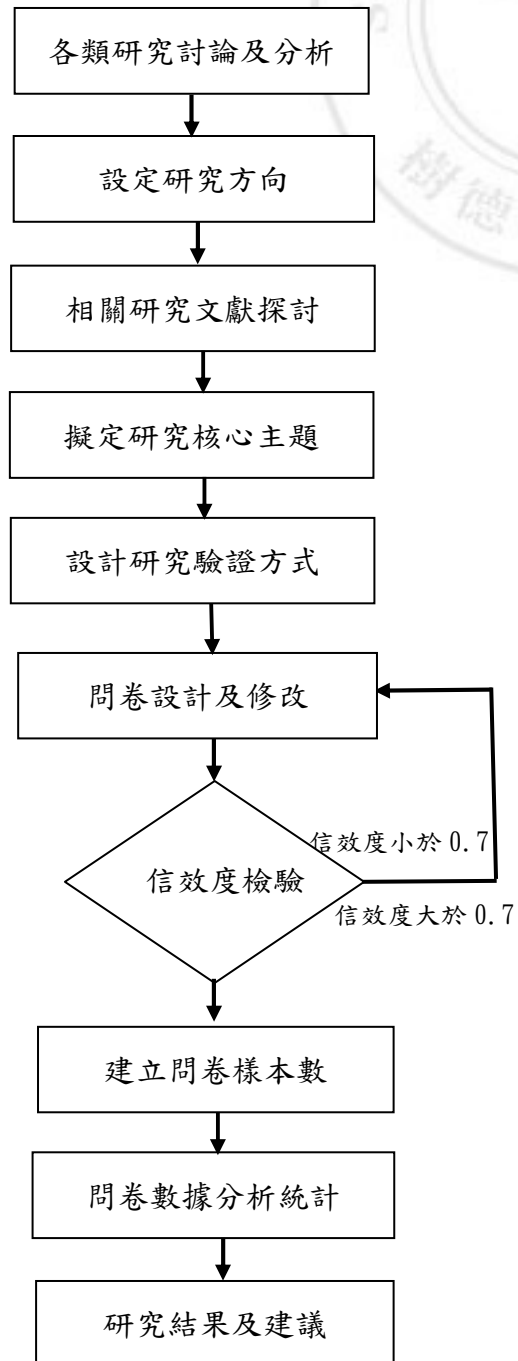 各類研究討論及分析
設定研究方向
相關研究文獻探討
擬定研究核心主題
設計研究驗證方式
問卷設計及修改
信效度小於 0.7
信效度檢驗
信效度大於 0.7
建立問卷樣本數
問卷數據分析統計
研究結果及建議
樹德